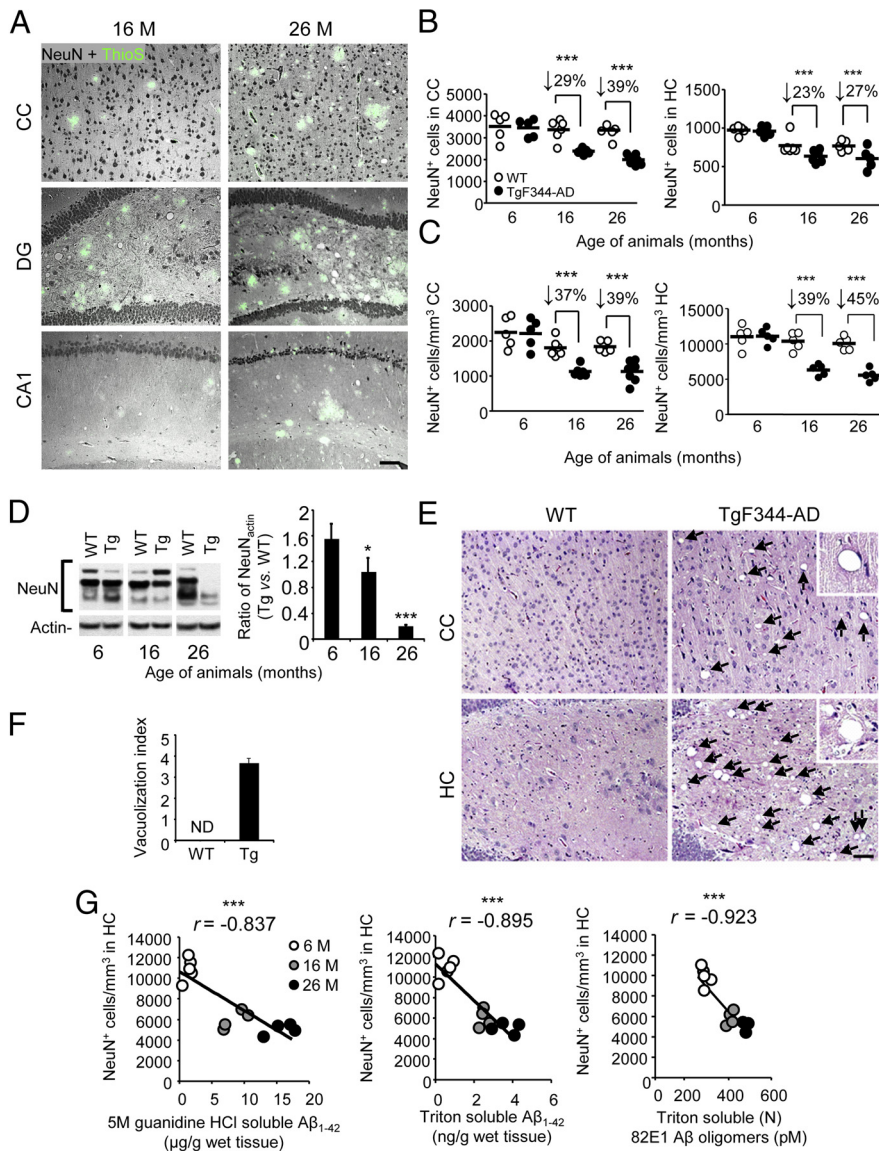 A
16 M
26 M
NeuN + ThioS
CC
DG
CA1
B
NeuN+ cells in CC
5000
4000
3000
2000
1000
0
***
↓29%
***
↓39%
WT
TgF344-AD
6
16
26
NeuN+ cells in HC
1500
1000
500
0
***
↓23%
***
↓27%
6
16
26
Age of animals (months)
C
NeuN+ cells/mm3 CC
3000
2000
1000
0
***
↓37%
***
↓39%
6
16
26
NeuN+ cells/mm3 HC
15000
10000
5000
0
***
↓39%
***
↓45%
6
16
26
Age of animals (months)
D
WT
Tg
WT
Tg
WT
Tg
NeuN
Actin-
6
16
26
Age of animals (months)
Ratio of NeuNactin
(Tg vs. WT)
2
1.6
1.2
0.8
0.4
0
*
***
6
16
26
E
WT
TgF344-AD
CC
HC
F
Vacuolization index
5
4
3
2
1
0
ND
WT
Tg
G
***
r = -0.837
NeuN+ cells/mm3 in HC
14000
12000
10000
8000
6000
4000
2000
0
6 M
16 M
26 M
0
5
10
15
20
5M guanidine HCl soluble Aβ1-42
(µg/g wet tissue)
***
r = -0.895
NeuN+ cells/mm3 in HC
14000
12000
10000
8000
6000
4000
2000
0
0
2
4
6
Triton soluble Aβ1-42
(ng/g wet tissue)
***
r = -0.923
NeuN+ cells/mm3 in HC
14000
12000
10000
8000
6000
4000
2000
0
0
200
400
600
Triton soluble (N)
82E1 Aβ oligomers (pM)